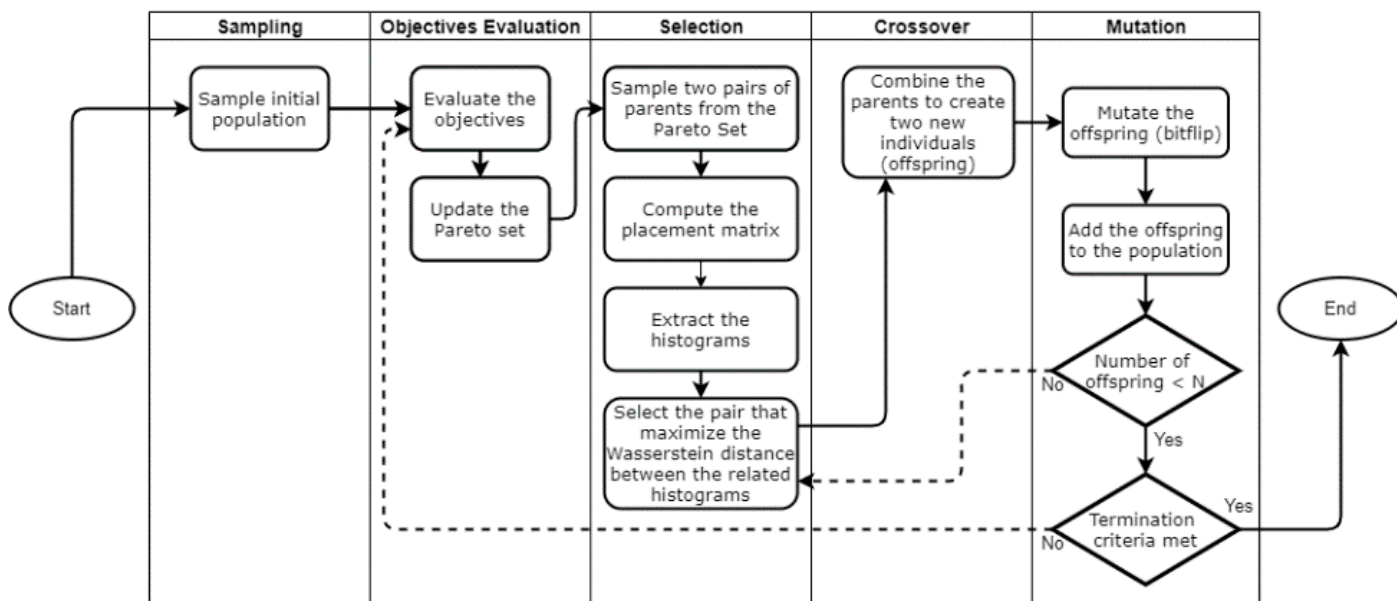 Sampling
Objectives Evaluation
Selection
Crossover
Mutation
Start
Sample initial
population
Evaluate the
objectives
Update the
Pareto set
Sample two pairs of
parents from the
Pareto Set
Compute the
placement matrix
Extract the
histograms
Select the pair that
maximize the
Wasserstein distance
between the related
histograms
Combine the
parents to create
two new
individuals
(offspring)
Mutate the
offspring (bitflip)
Add the offspring
to the population
Number of
offspring < N
No
Yes
Termination
criteria met
No
Yes
End